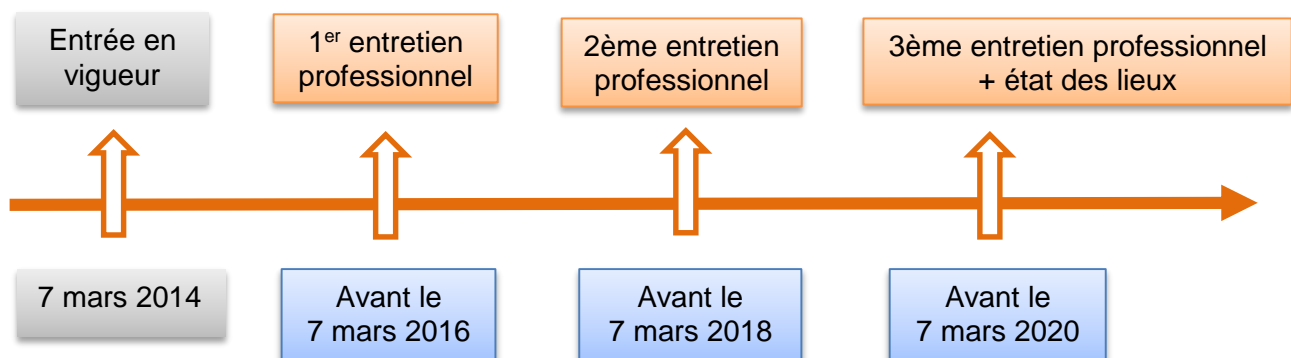 Entrée en
vigueur
1er entretien
professionnel
2ème entretien
professionnel
3ème entretien professionnel
+ état des lieux
7 mars 2014
Avant le
7 mars 2016
Avant le
7 mars 2018
Avant le
7 mars 2020